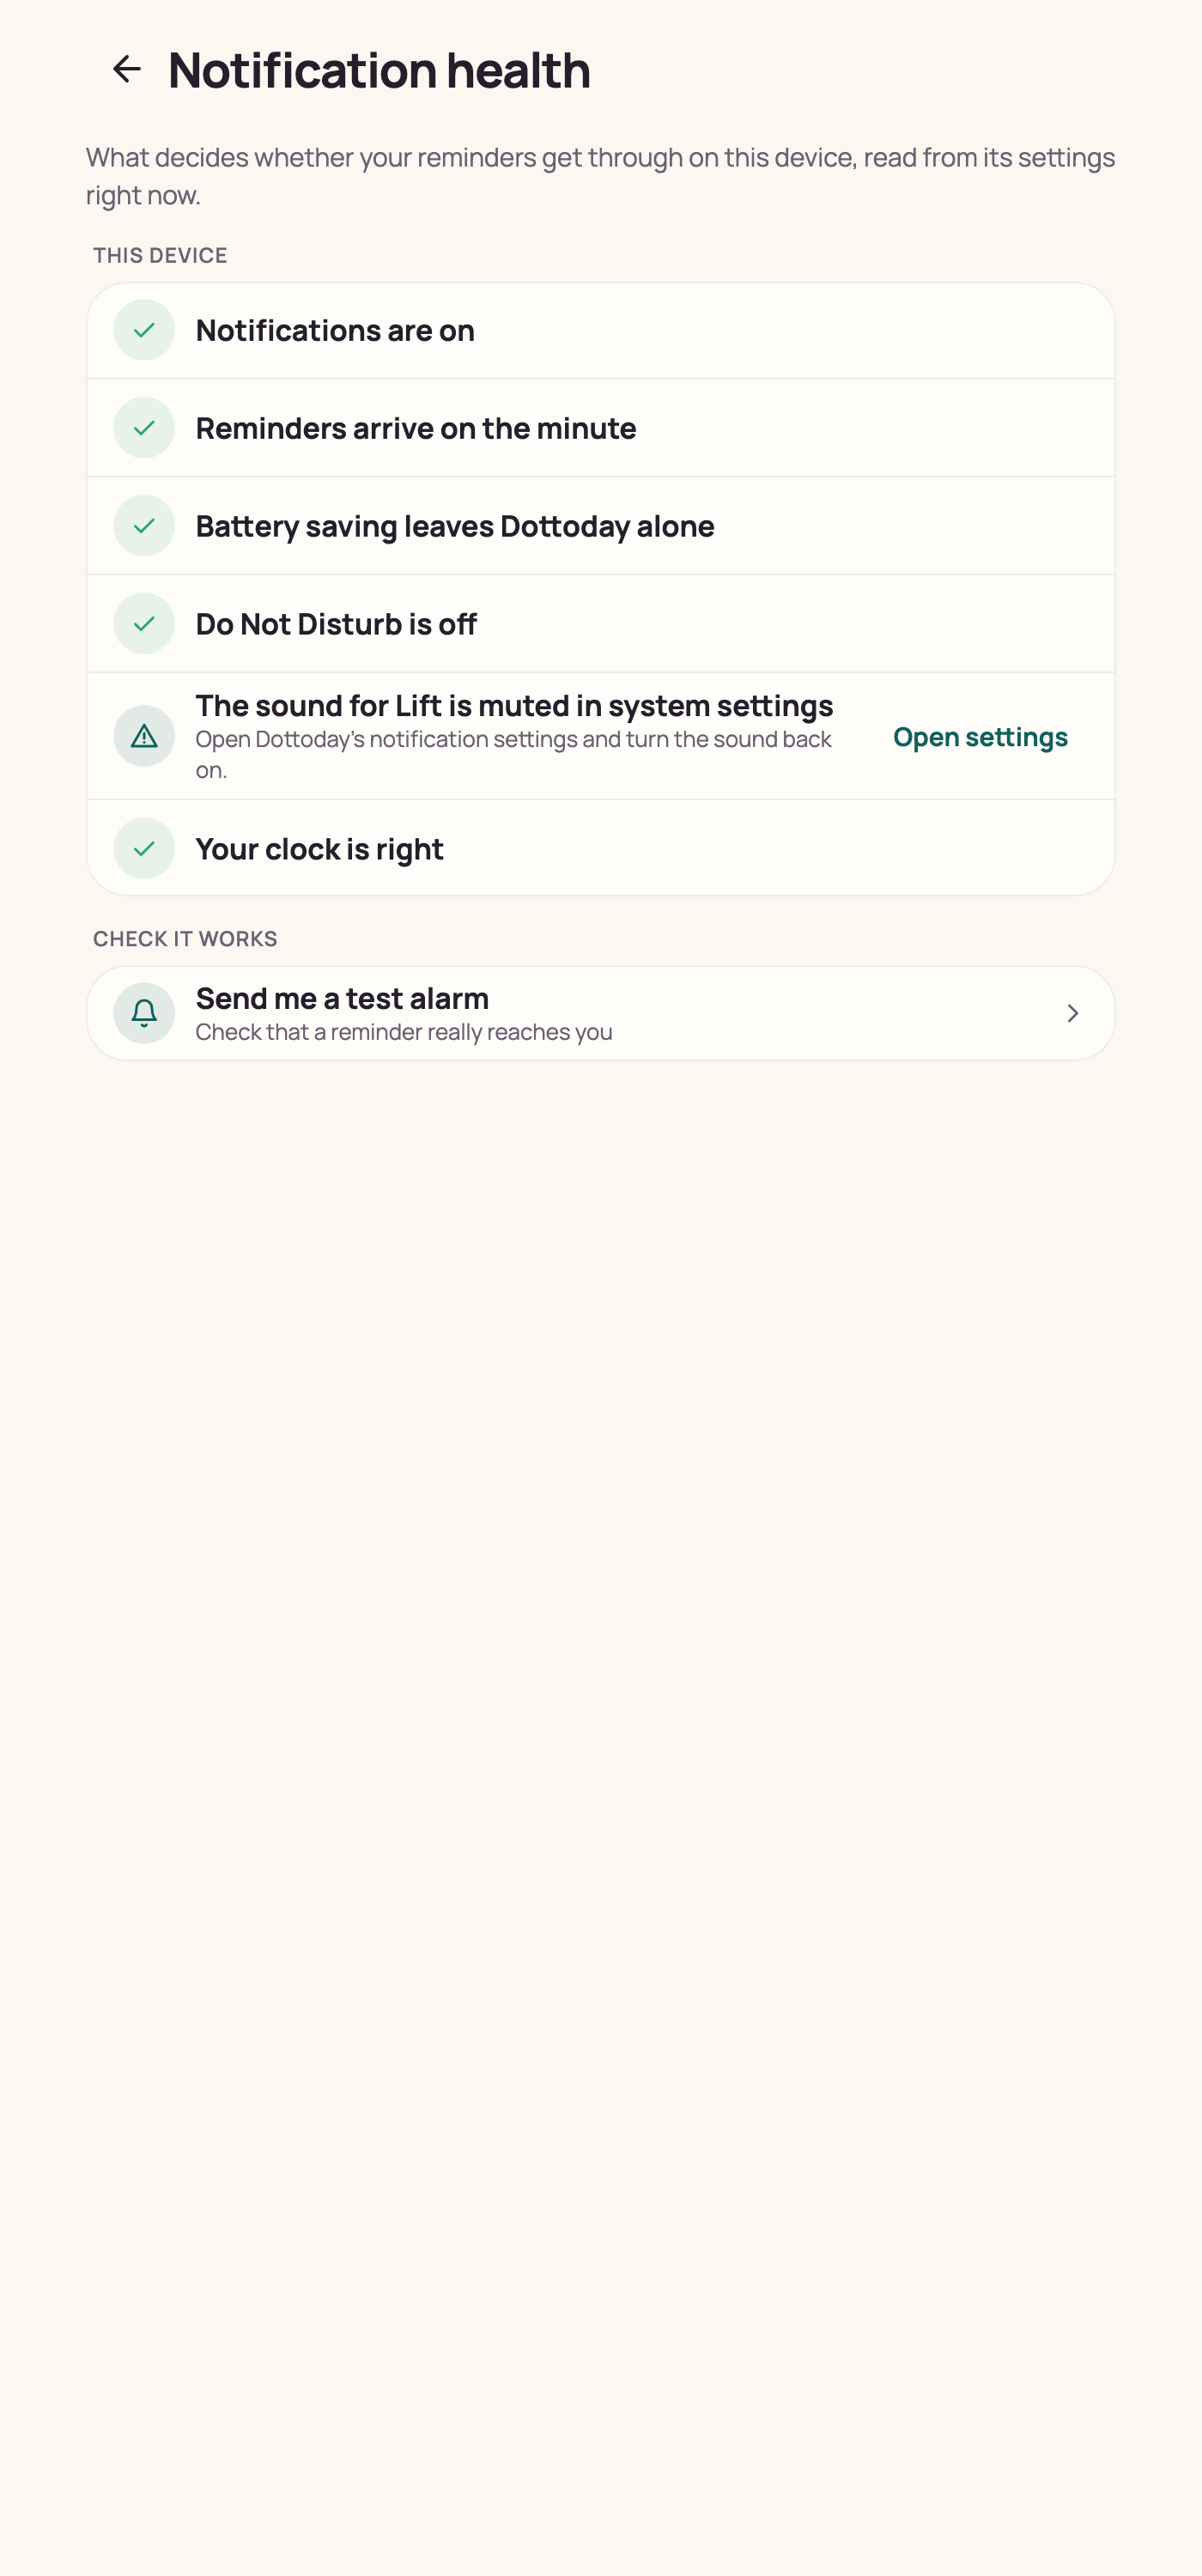 Notification health
What decides whether your reminders get through on this device, read from its settings
right now.
THIS DEVICE
Notifications are on
Reminders arrive on the minute
Battery saving leaves Dottoday alone
Do Not Disturb is off
The sound for Lift is muted in system settings
Open Dottoday’s notification settings and turn the sound back
on.
Open settings
Your clock is right
CHECK IT WORKS
Send me a test alarm
Check that a reminder really reaches you